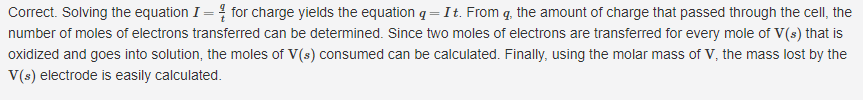 Correct. Solving the equation I = q/t for charge yields the equation q = I t. From q, the amount of charge that passed through the cell, the
number of moles of electrons transferred can be determined. Since two moles of electrons are transferred for every mole of V(s) that is
oxidized and goes into solution, the moles of V(s) consumed can be calculated. Finally, using the molar mass of V, the mass lost by the
V(s) electrode is easily calculated.